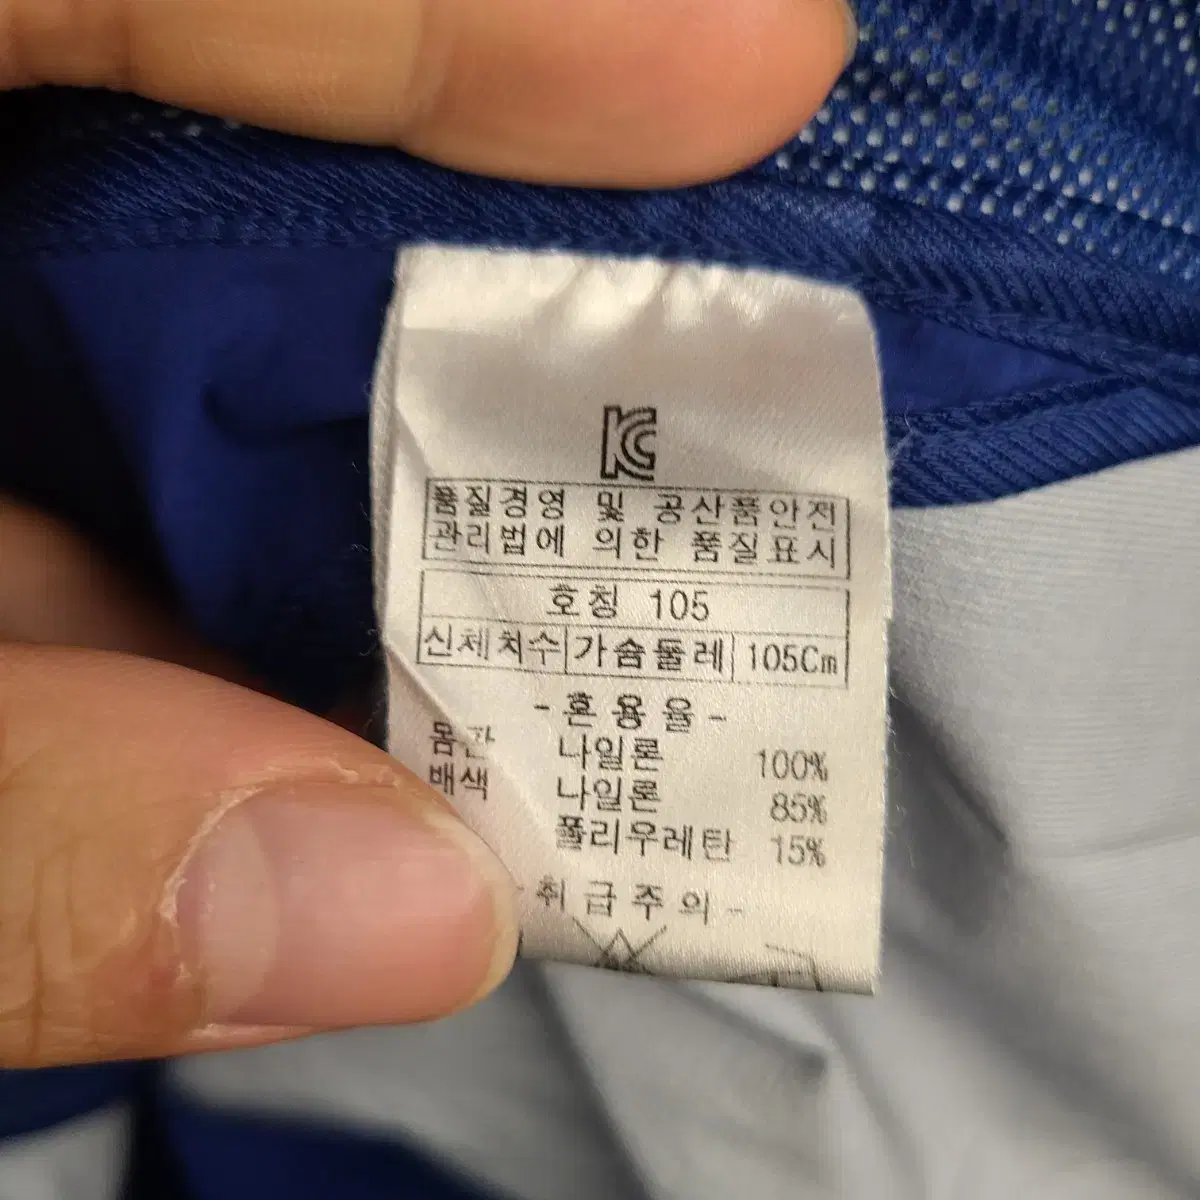 KC
품질경영 및 공산품안전
관리법에 의한 품질표시
호칭 105
신체치수 가슴둘레 105Cm
-혼용율-
몸판 나일론 100%
배색 나일론 85%
폴리우레탄 15%
-취급주의-